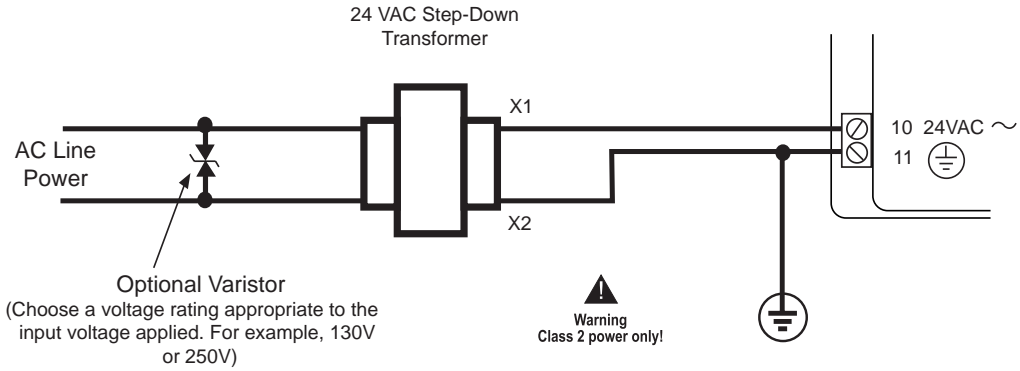 24 VAC Step-Down
Transformer
X1
10 24VAC ~
AC Line
Power
11
X2
Optional Varistor
(Choose a voltage rating appropriate to the
input voltage applied. For example, 130V
or 250V)
!
Warning
Class 2 power only!